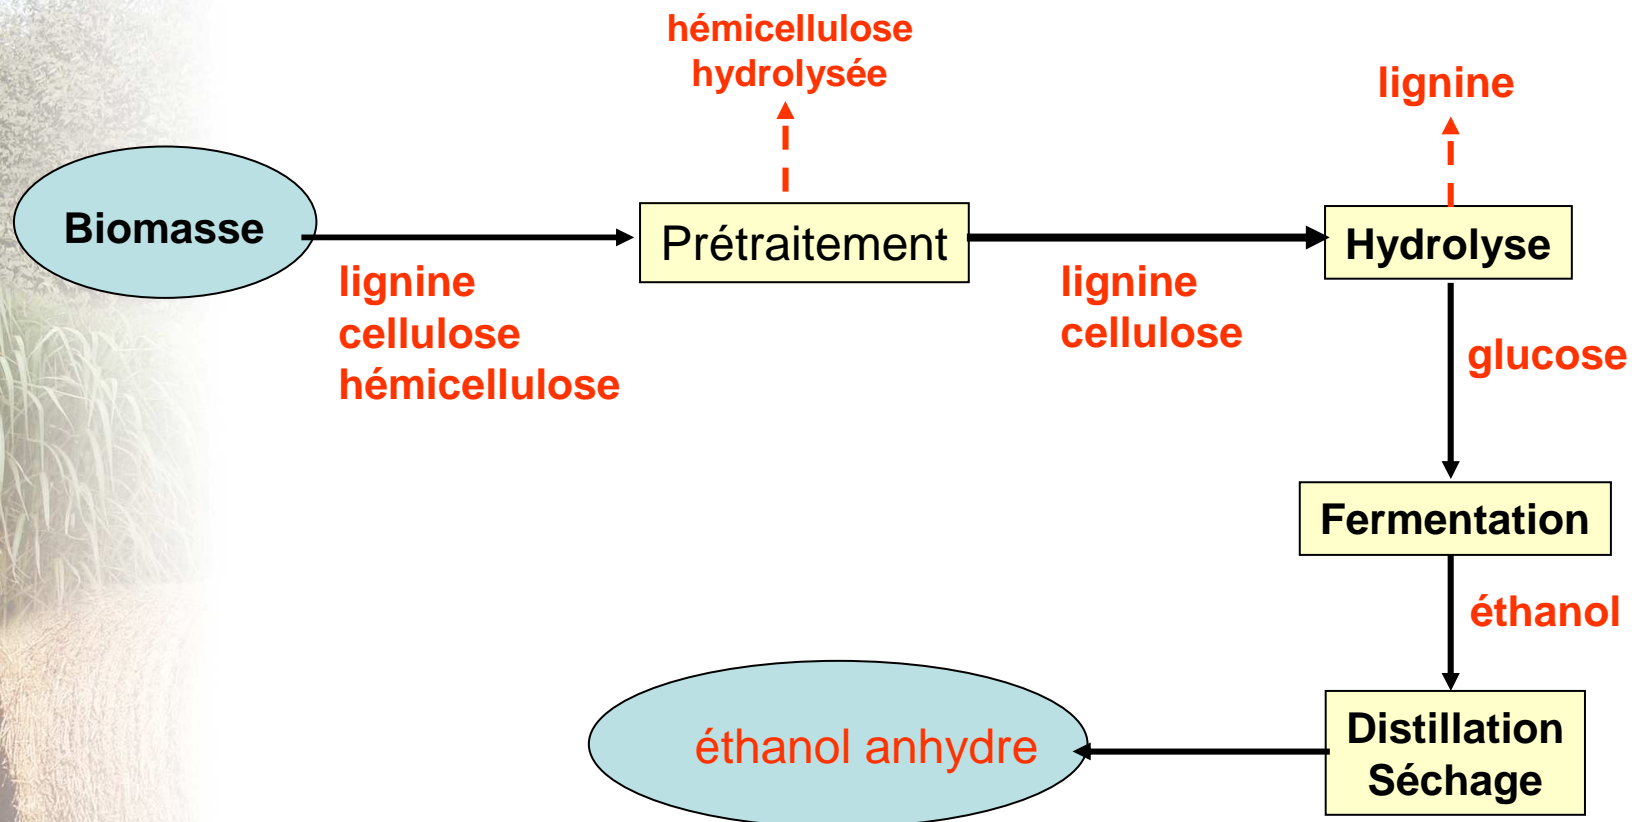 hémicellulose
hydrolysée
lignine
Biomasse
Prétraitement
Hydrolyse
lignine
cellulose
hémicellulose
lignine
cellulose
glucose
Fermentation
éthanol
Distillation
Séchage
éthanol anhydre